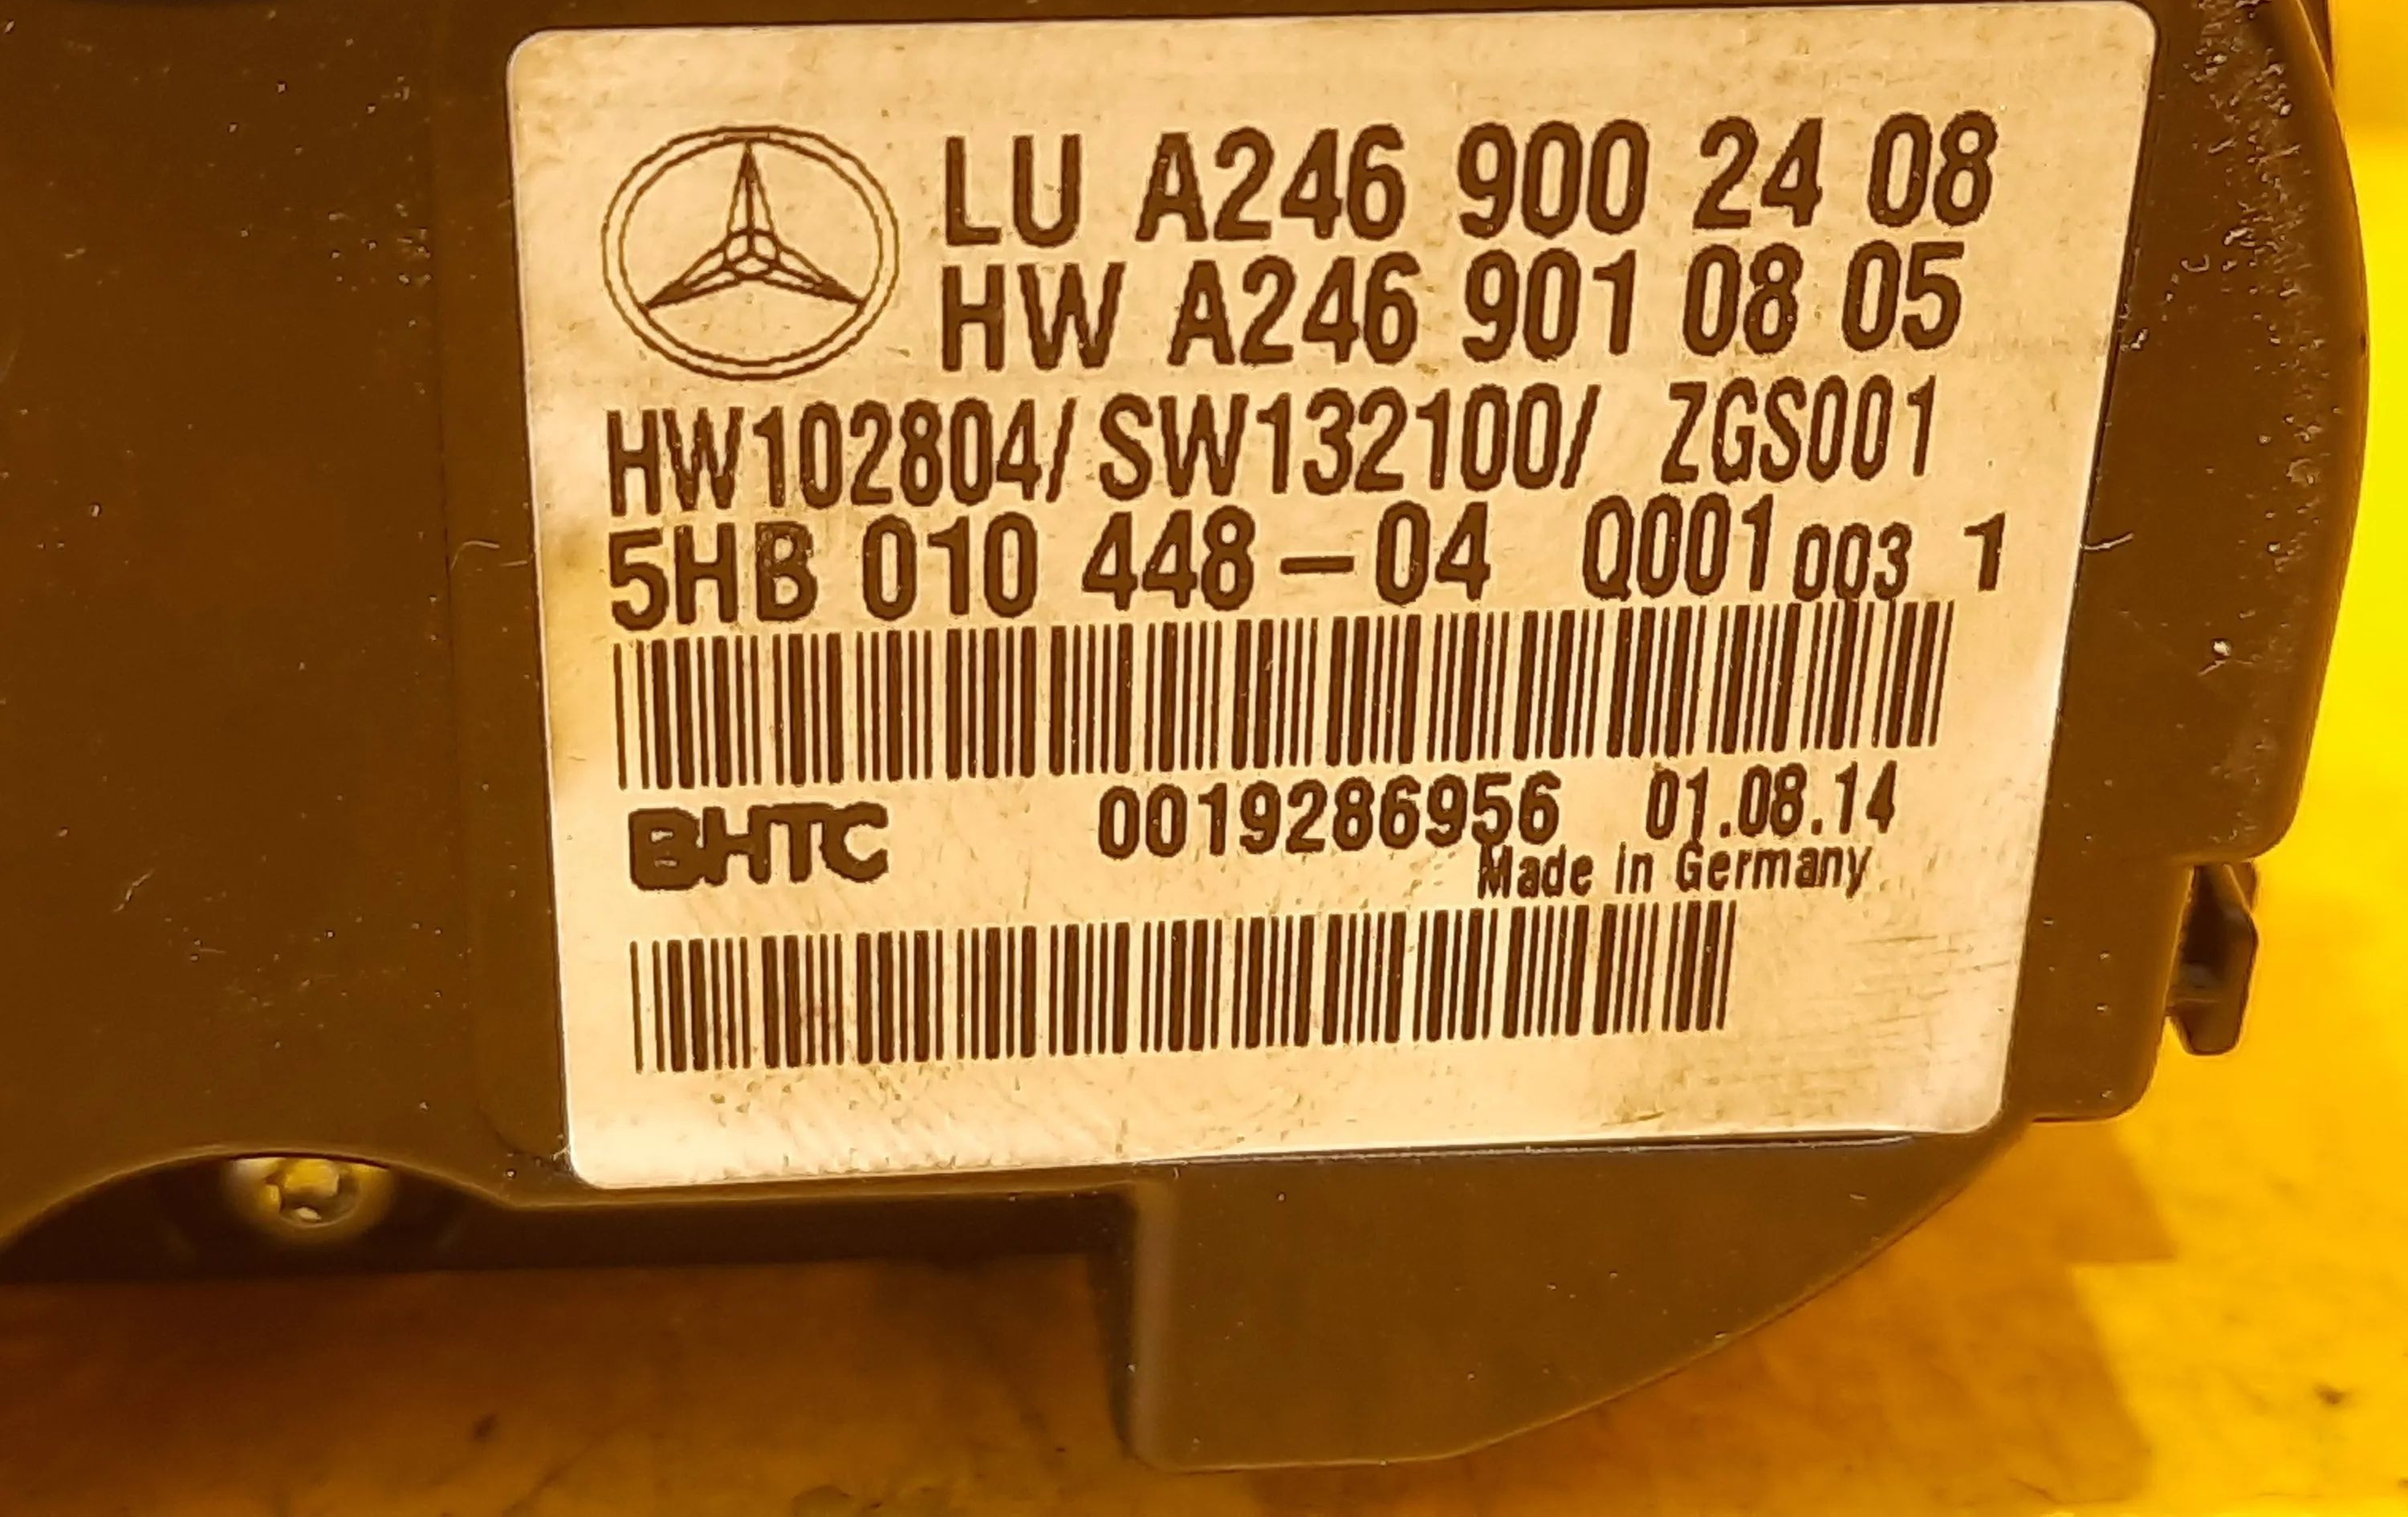 LU A246 900 24 08
HW A246 901 08 05
HW102804/SW132100/ ZGS001
5HB 010 448-04 Q001 003 1
BHTC 0019286956 01.08.14
Made in Germany